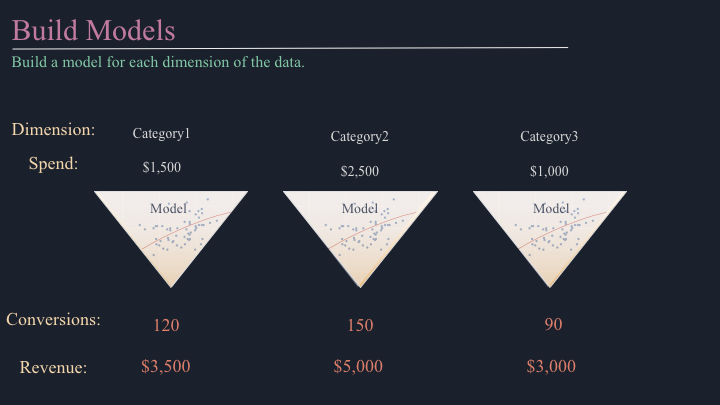 Build Models
Build a model for each dimension of the data.
Dimension: Category1 Category2 Category3
Spend: $1,500 $2,500 $1,000
Model Model Model
Conversions: 120 150 90
Revenue: $3,500 $5,000 $3,000